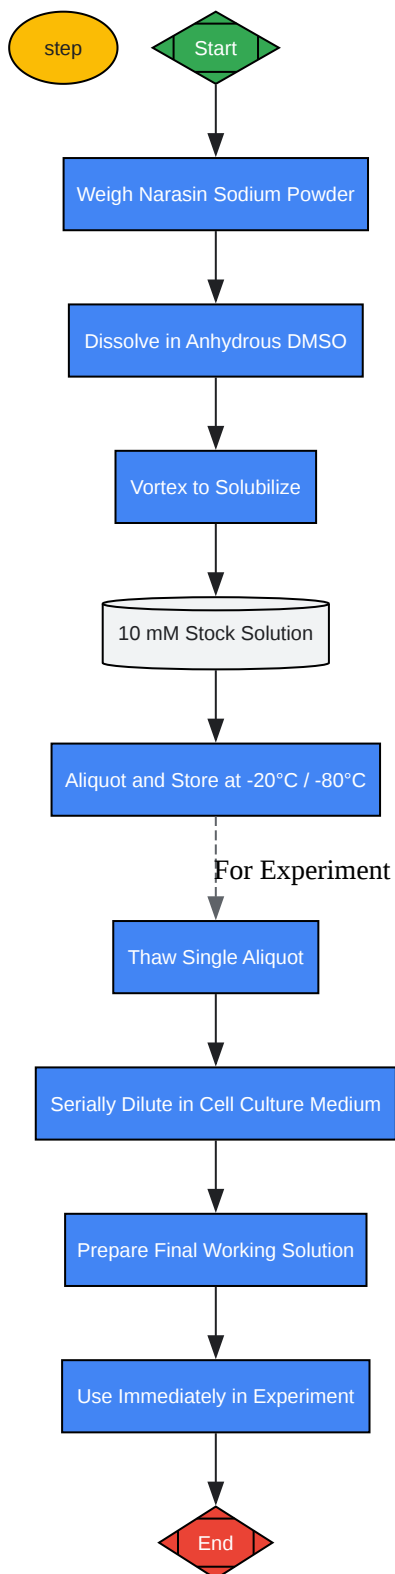 step
Start
Weigh Narasin Sodium Powder
Dissolve in Anhydrous DMSO
Vortex to Solubilize
10 mM Stock Solution
Aliquot and Store at -20°C / -80°C
For Experiment
Thaw Single Aliquot
Serially Dilute in Cell Culture Medium
Prepare Final Working Solution
Use Immediately in Experiment
End